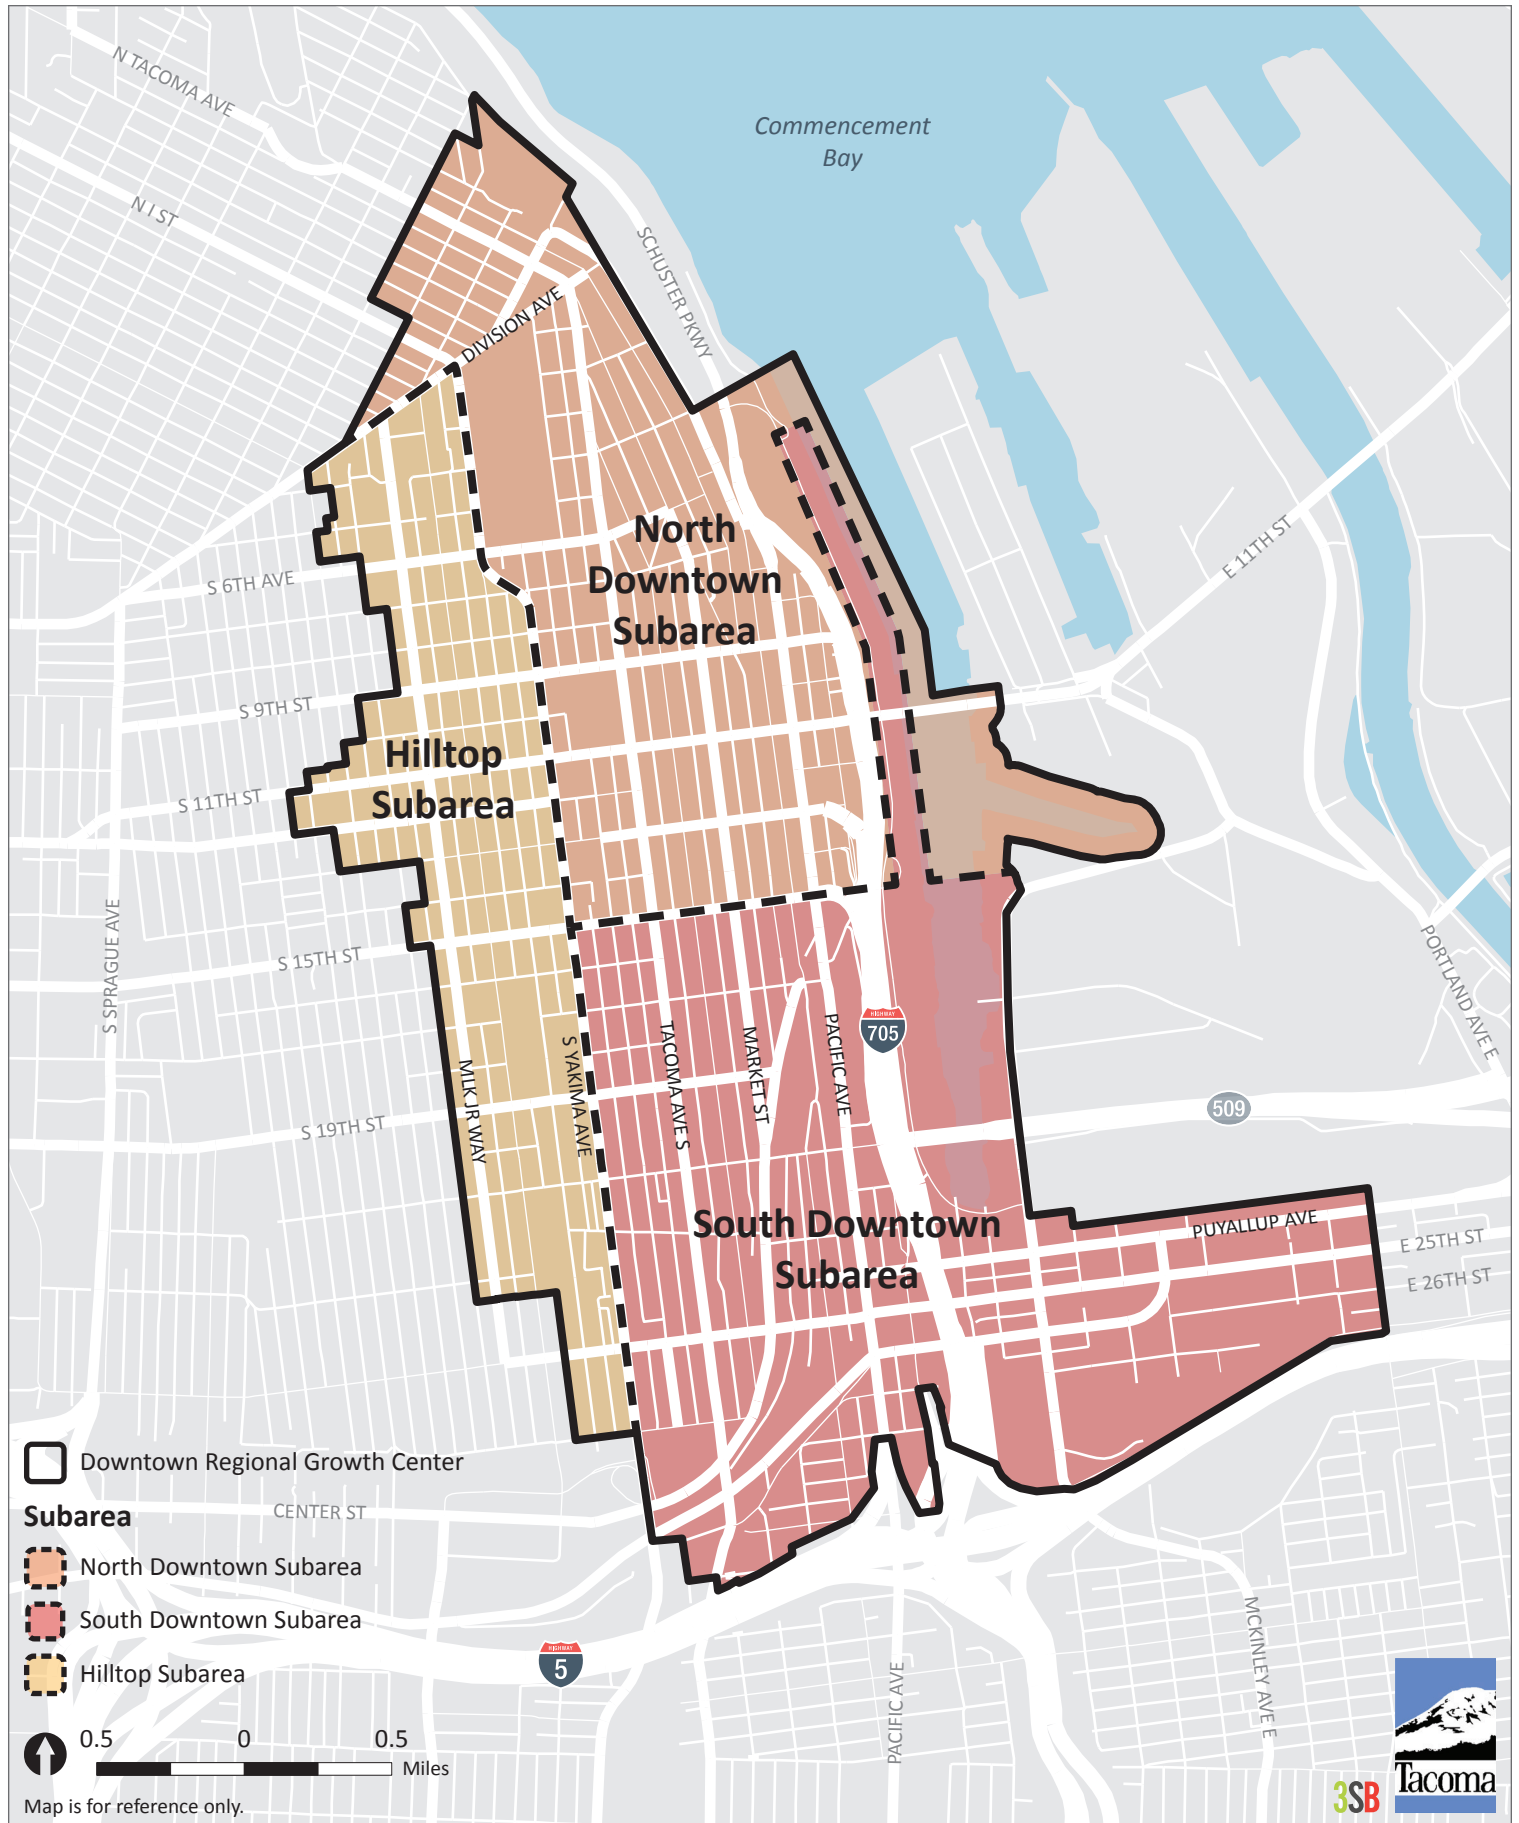 N TACOMA AVE
Commencement
Bay
N I ST
SCHUSTER PKWY
DIVISION AVE
North
Downtown
Subarea
E 11TH ST
S 6TH AVE
S 9TH ST
Hilltop
Subarea
S 11TH ST
S SPRAGUE AVE
S 15TH ST
PORTLAND AVE E
HIGHWAY
705
TACOMA AVE S
MARKET ST
PACIFIC AVE
S YAKIMA AVE
MLK JR WAY
509
S 19TH ST
South Downtown
Subarea
PUYALLUP AVE
E 25TH ST
E 26TH ST
Downtown Regional Growth Center
CENTER ST
Subarea
North Downtown Subarea
South Downtown Subarea
Hilltop Subarea
HIGHWAY
5
PACIFIC AVE
MCKINLEY AVE E
0.5 0 0.5
Miles
Map is for reference only.
3SB
Tacoma